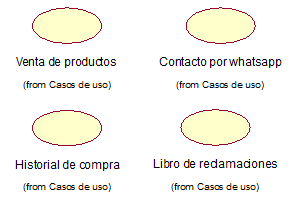 Venta de productos
(from Casos de uso)
Contacto por whatsapp
(from Casos de uso)
Historial de compra
(from Casos de uso)
Libro de reclamaciones
(from Casos de uso)